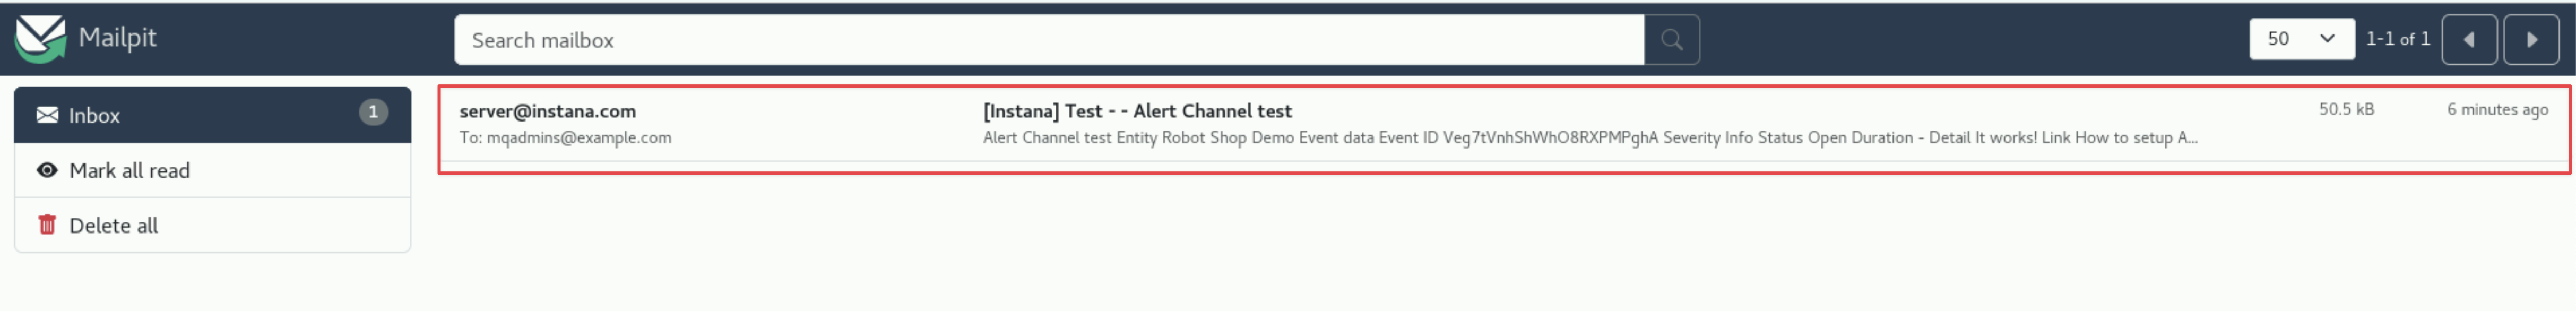 Mailpit
Search mailbox
50
1-1 of 1
Inbox
1
Mark all read
Delete all
server@instana.com
[Instana] Test - - Alert Channel test
50.5 kB
6 minutes ago
To: mqadmins@example.com
Alert Channel test Entity Robot Shop Demo Event data Event ID Veg7tVnhShWhO8RXPMPghA Severity Info Status Open Duration - Detail It works! Link How to setup A...